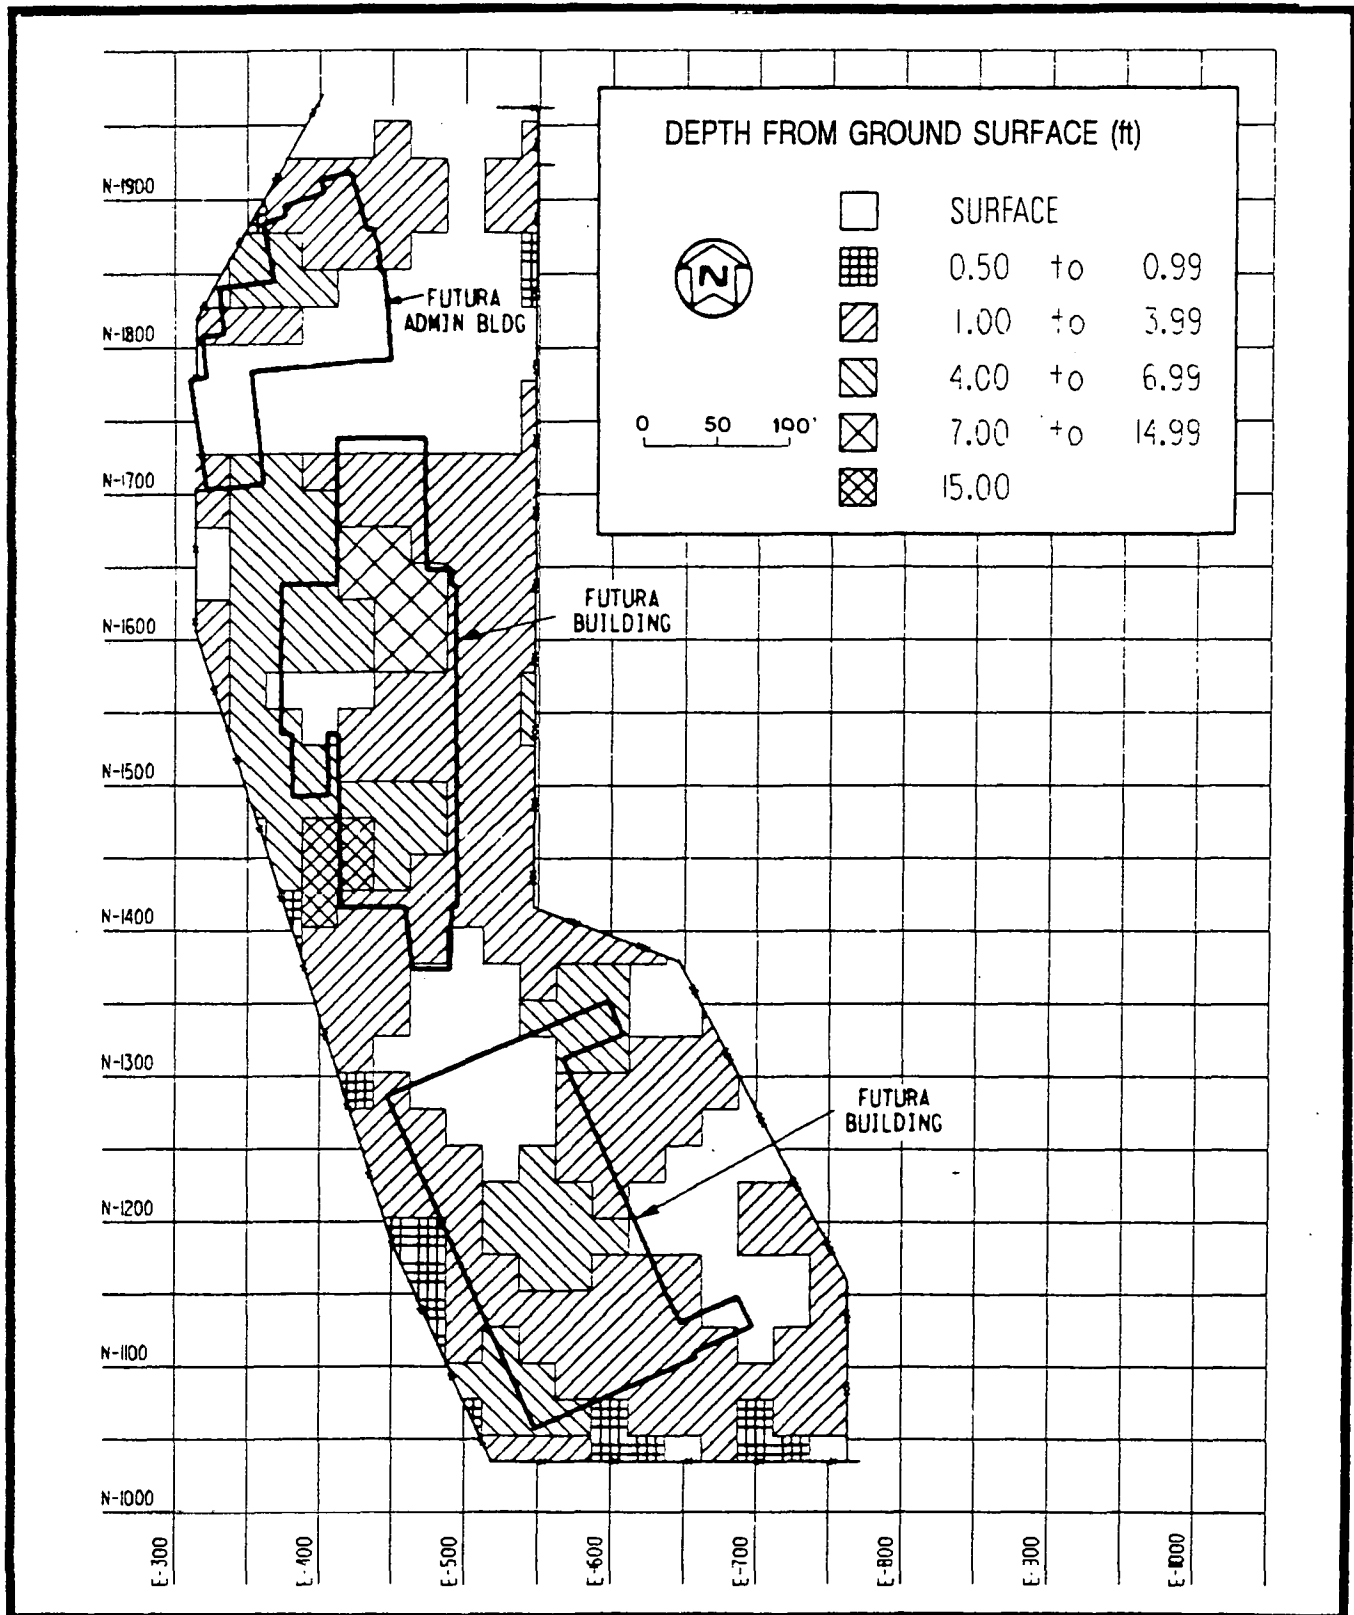 DEPTH FROM GROUND SURFACE (ft)
SURFACE
0.50 to 0.99
1.00 to 3.99
4.00 to 6.99
7.00 to 14.99
15.00
N
0 50 100'
N-1900
N-1800
N-1700
N-1600
N-1500
N-1400
N-1300
N-1200
N-1100
N-1000
FUTURA
ADMIN BLDG
FUTURA
BUILDING
FUTURA
BUILDING
E-300
E-400
E-500
E-600
E-700
E-800
E-900
E-1000